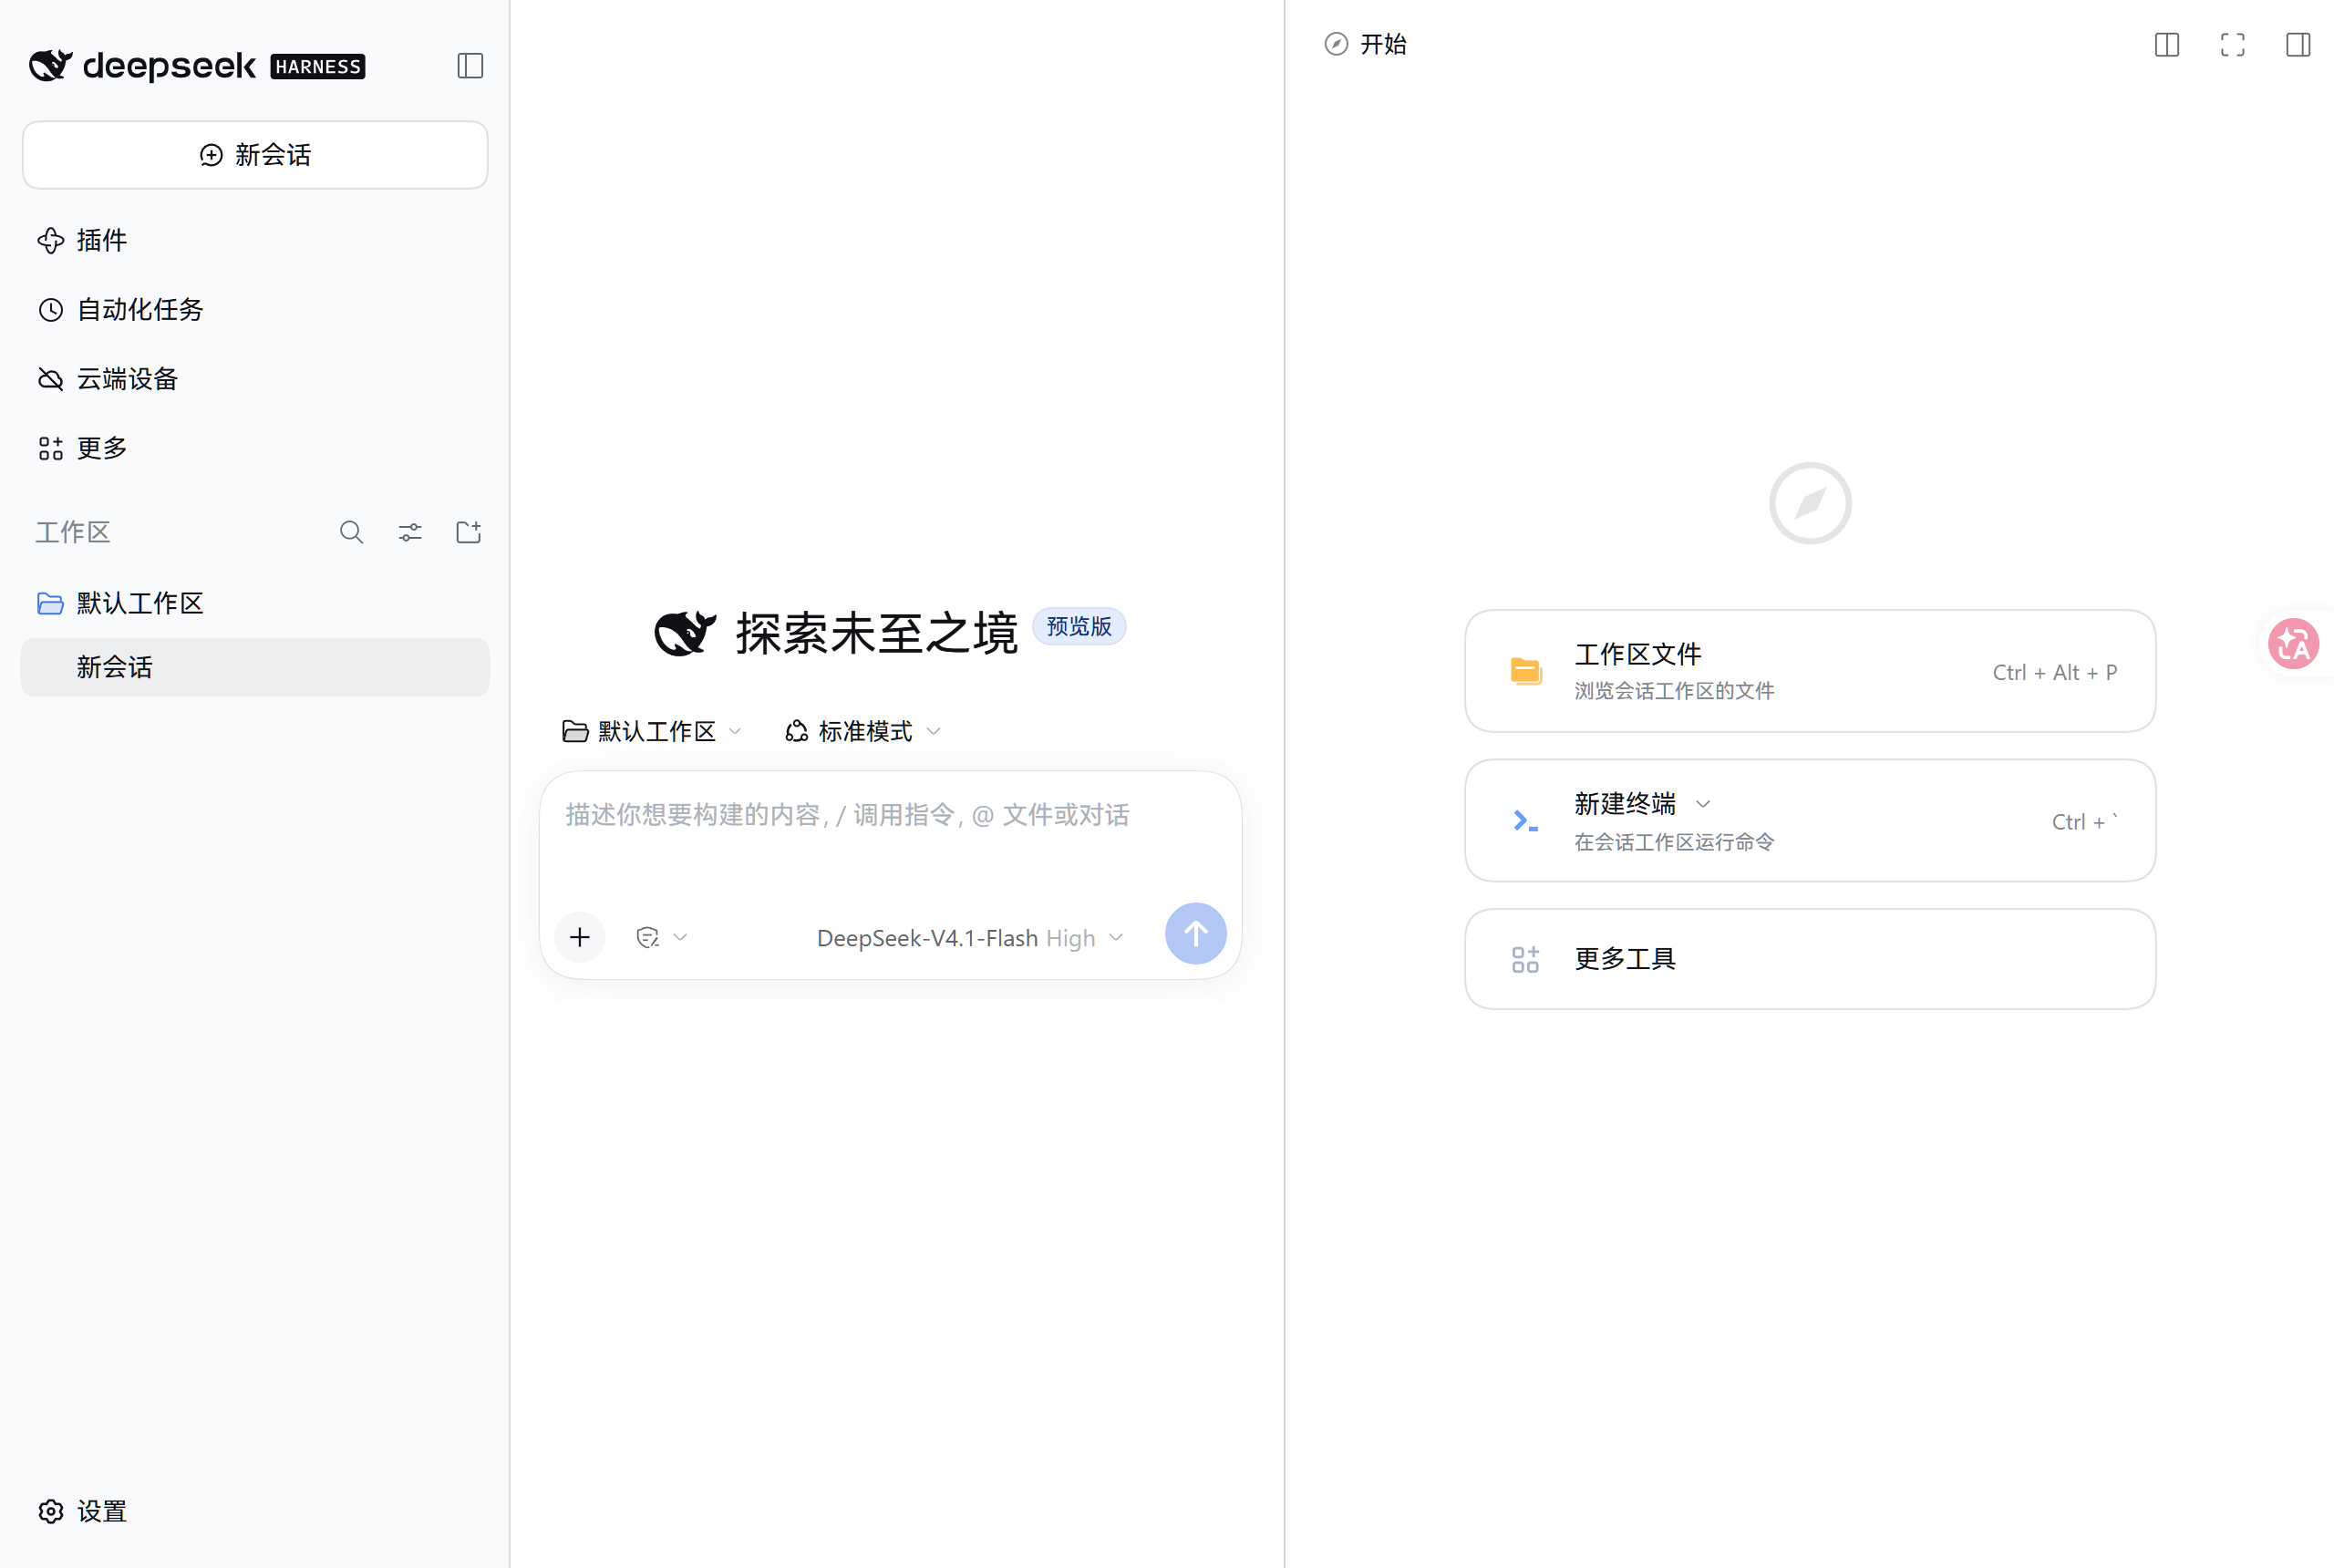 deepseek HARNESS
新会话
插件
自动化任务
云端设备
更多
工作区
默认工作区
新会话
设置
探索未至之境 预览版
默认工作区 标准模式
描述你想要构建的内容, / 调用指令, @ 文件或对话
DeepSeek-V4.1-Flash High
开始
工作区文件
浏览会话工作区的文件
Ctrl + Alt + P
新建终端
在会话工作区运行命令
Ctrl + `
更多工具